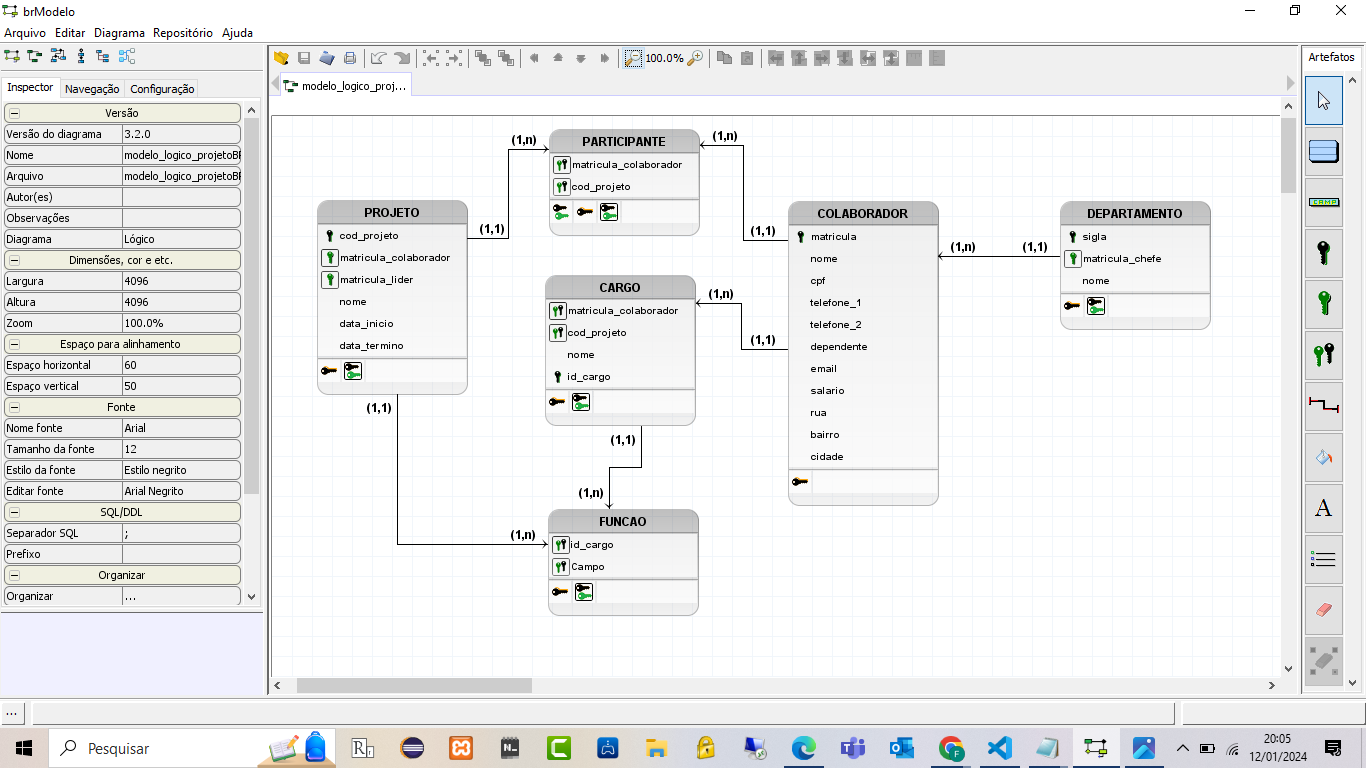 brModelo
Arquivo Editar Diagrama Repositório Ajuda
100.0%
Artefatos
Inspector Navegação Configuração
modelo_logico_proj...
Versão
Versão do diagrama 3.2.0
Nome modelo_logico_projetoBR
Arquivo modelo_logico_projetoBR
Autor(es)
Observações
Diagrama Lógico
Dimensões, cor e etc.
Largura 4096
Altura 4096
Zoom 100.0%
Espaço para alinhamento
Espaço horizontal 60
Espaço vertical 50
Fonte
Nome fonte Arial
Tamanho da fonte 12
Estilo da fonte Estilo negrito
Editar fonte Arial Negrito
SQL/DDL
Separador SQL ;
Prefixo
Organizar
Organizar ...
PROJETO
cod_projeto
matricula_colaborador
matricula_lider
nome
data_inicio
data_termino
(1,1)
(1,n)
(1,1)
(1,n)
PARTICIPANTE
matricula_colaborador
cod_projeto
(1,n)
(1,1)
CARGO
matricula_colaborador
cod_projeto
nome
id_cargo
(1,n)
(1,1)
(1,1)
(1,n)
FUNCAO
id_cargo
Campo
COLABORADOR
matricula
nome
cpf
telefone_1
telefone_2
dependente
email
salario
rua
bairro
cidade
(1,n)
(1,1)
DEPARTAMENTO
sigla
matricula_chefe
nome
CAMP
A
...
Pesquisar
20:05
12/01/2024